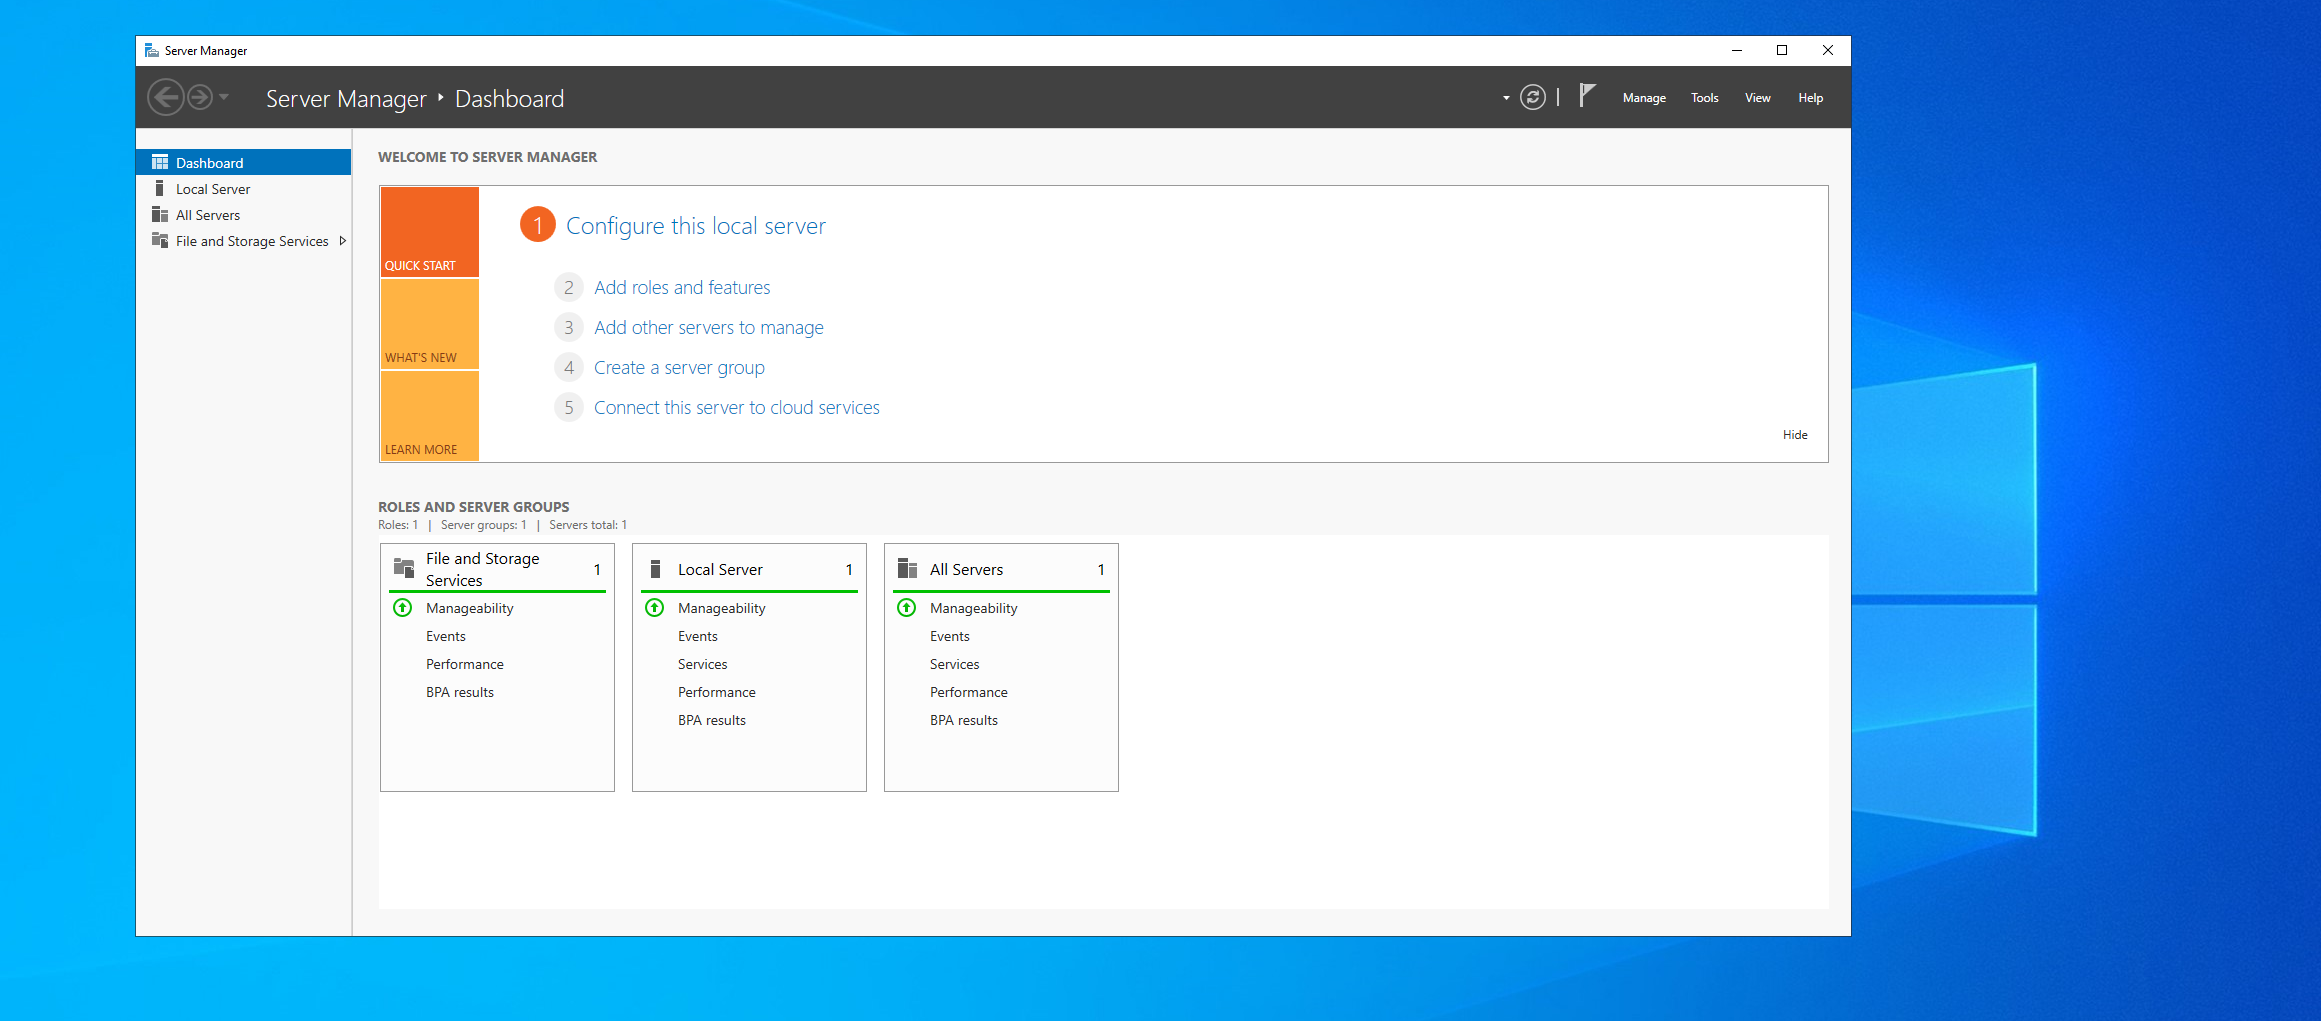 Server Manager
Server Manager ‣ Dashboard
Manage Tools View Help
Dashboard
Local Server
All Servers
File and Storage Services
WELCOME TO SERVER MANAGER
QUICK START
WHAT'S NEW
LEARN MORE
1 Configure this local server
2 Add roles and features
3 Add other servers to manage
4 Create a server group
5 Connect this server to cloud services
Hide
ROLES AND SERVER GROUPS
Roles: 1 | Server groups: 1 | Servers total: 1
File and Storage
Services 1
Manageability
Events
Performance
BPA results
Local Server 1
Manageability
Events
Services
Performance
BPA results
All Servers 1
Manageability
Events
Services
Performance
BPA results